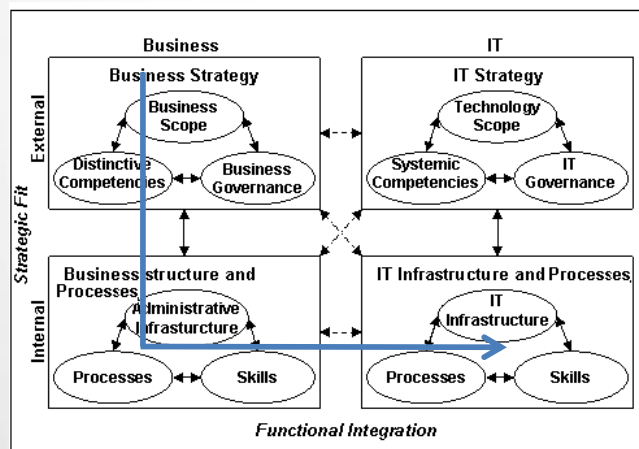 Business
IT
Business Strategy
IT Strategy
Business
Scope
Technology
Scope
External
Distinctive
Competencies
Business
Governance
Systemic
Competencies
IT
Governance
Strategic Fit
Business structure and
Processes
IT Infrastructure and Processes
Administrative
Infrasturcture
IT
Infrastructure
Internal
Processes
Skills
Processes
Skills
Functional Integration